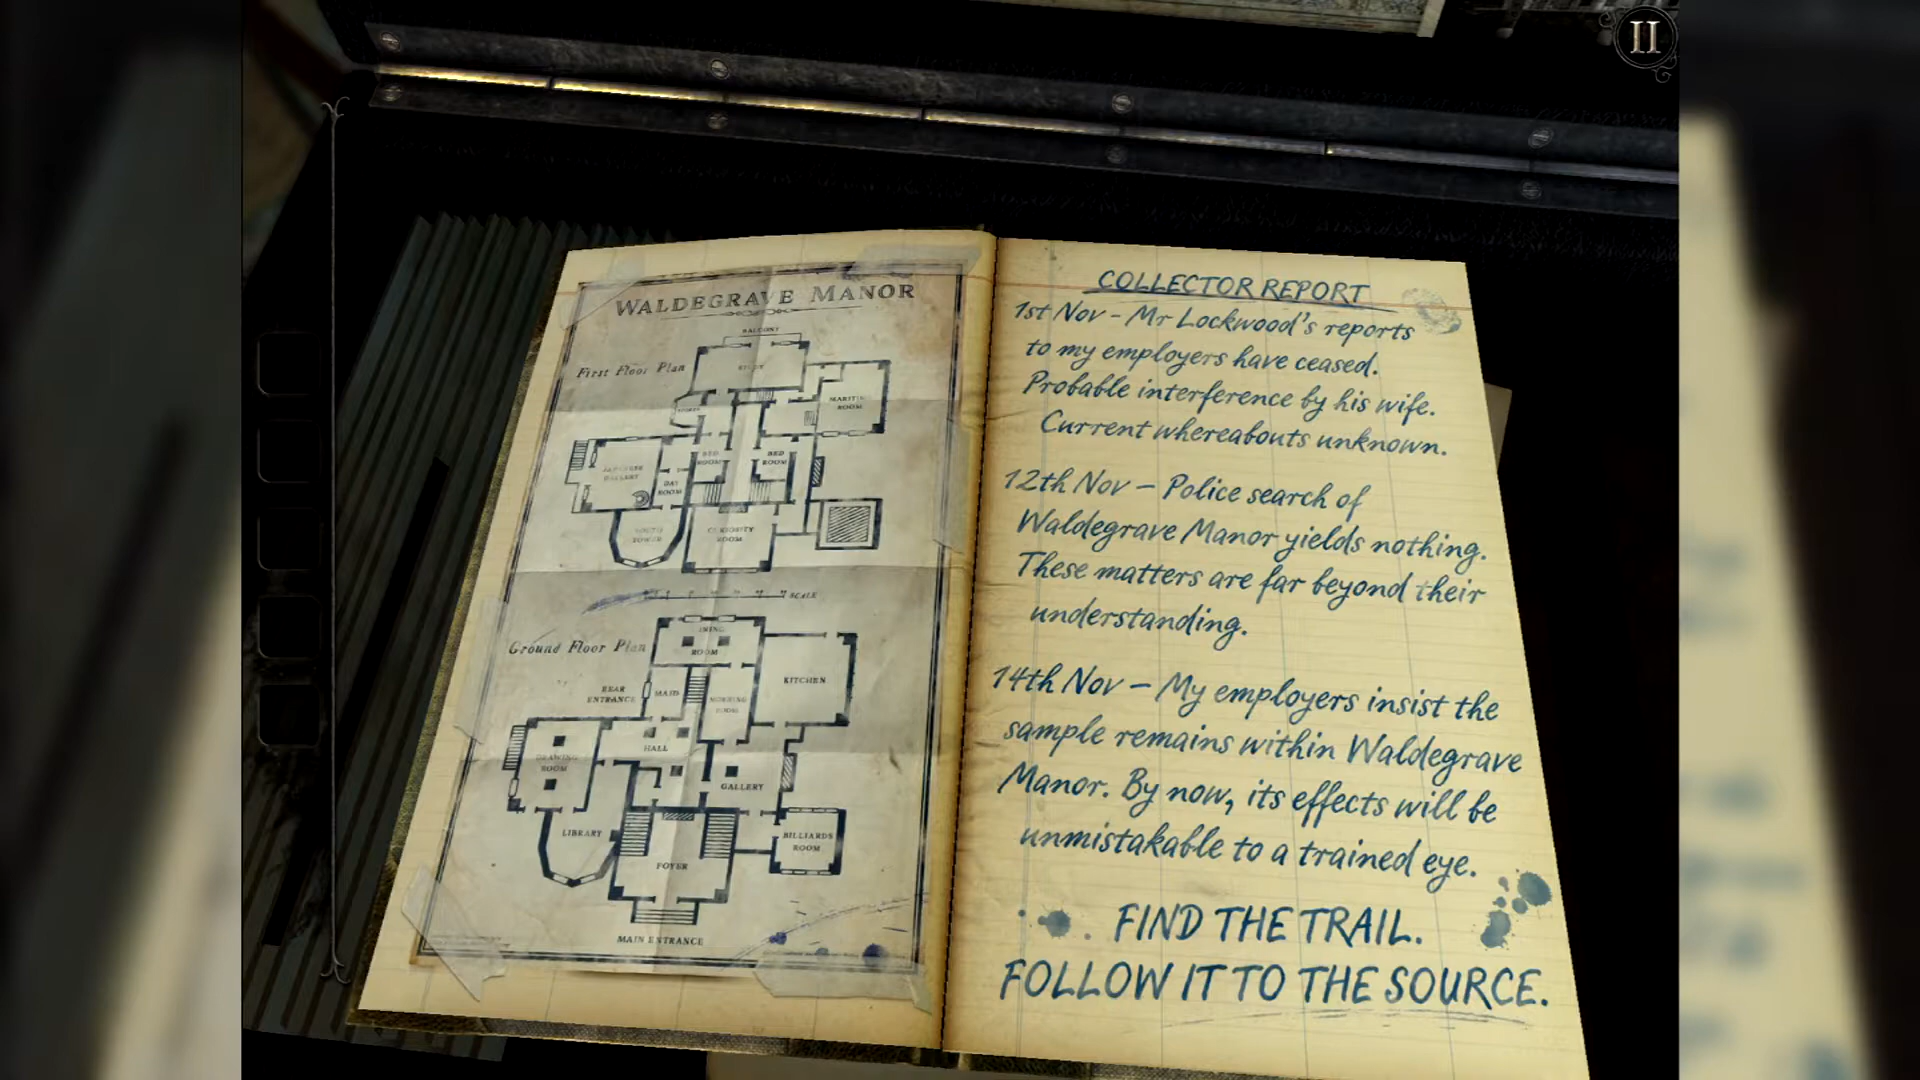 II
WALDEGRAVE MANOR
BALCONY
First Floor Plan
STUDY
ROOM
BED
ROOM
BED
ROOM
DAY
ROOM
TOWER
CURIOSITY
ROOM
SCALE
Ground Floor Plan
ROOM
KITCHEN
REAR
ENTRANCE
MAIDS
MORNING
ROOM
HALL
DRAWING
ROOM
GALLERY
LIBRARY
BILLIARDS
ROOM
FOYER
MAIN ENTRANCE
COLLECTOR REPORT
1st Nov - Mr Lockwood's reports
to my employers have ceased.
Probable interference by his wife.
Current whereabouts unknown.
12th Nov – Police search of
Waldegrave Manor yields nothing.
These matters are far beyond their
understanding.
14th Nov – My employers insist the
sample remains within Waldegrave
Manor. By now, its effects will be
unmistakable to a trained eye.
FIND THE TRAIL.
FOLLOW IT TO THE SOURCE.